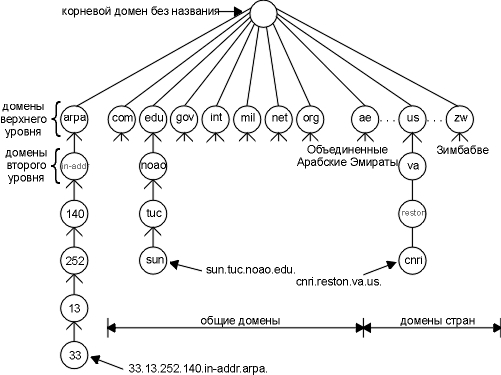 корневой домен без названия
домены
верхнего
уровня
arpa com edu gov int mil net org ae ... us ... zw
Объединенные
Арабские Эмираты
Зимбабве
домены
второго
уровня
in-addr noao va
140 tuc reston
252 sun cnri
sun.tuc.noao.edu.
cnri.reston.va.us.
13
общие домены домены стран
33
33.13.252.140.in-addr.arpa.